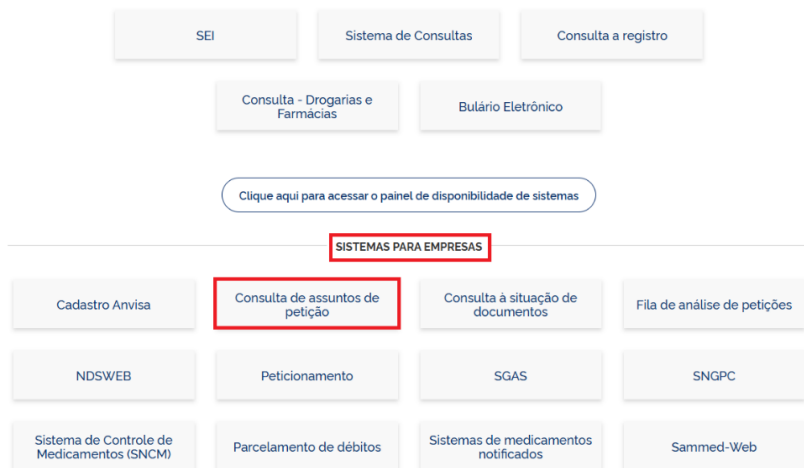 SEI
Sistema de Consultas
Consulta a registro
Consulta - Drogarias e
Farmácias
Bulário Eletrônico
Clique aqui para acessar o painel de disponibilidade de sistemas
SISTEMAS PARA EMPRESAS
Cadastro Anvisa
Consulta de assuntos de
petição
Consulta à situação de
documentos
Fila de análise de petições
NDSWEB
Peticionamento
SGAS
SNGPC
Sistema de Controle de
Medicamentos (SNCM)
Parcelamento de débitos
Sistemas de medicamentos
notificados
Sammed-Web